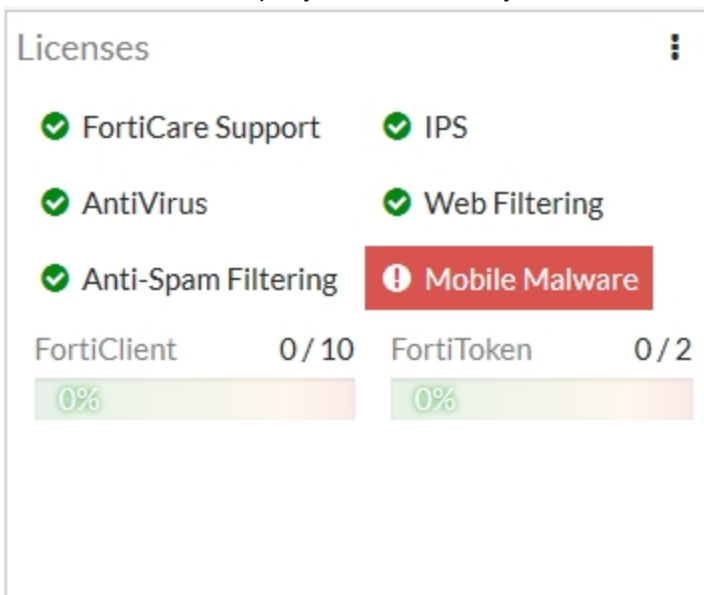 Licenses
FortiCare Support IPS
AntiVirus Web Filtering
Anti-Spam Filtering Mobile Malware
FortiClient 0 / 10 FortiToken 0 / 2
0% 0%